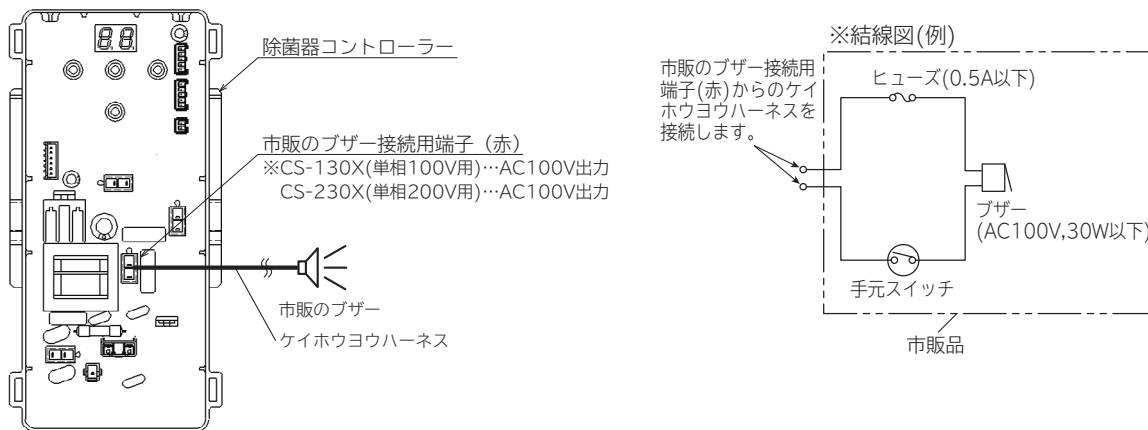 除菌器コントローラー
市販のブザー接続用端子（赤）
※CS-130X(単相100V用)…AC100V出力
CS-230X(単相200V用)…AC100V出力
市販のブザー
ケイホウヨウハーネス
※結線図(例)
市販のブザー接続用
端子(赤)からのケイ
ホウヨウハーネスを
接続します。
ヒューズ(0.5A以下)
ブザー
(AC100V,30W以下)
手元スイッチ
市販品